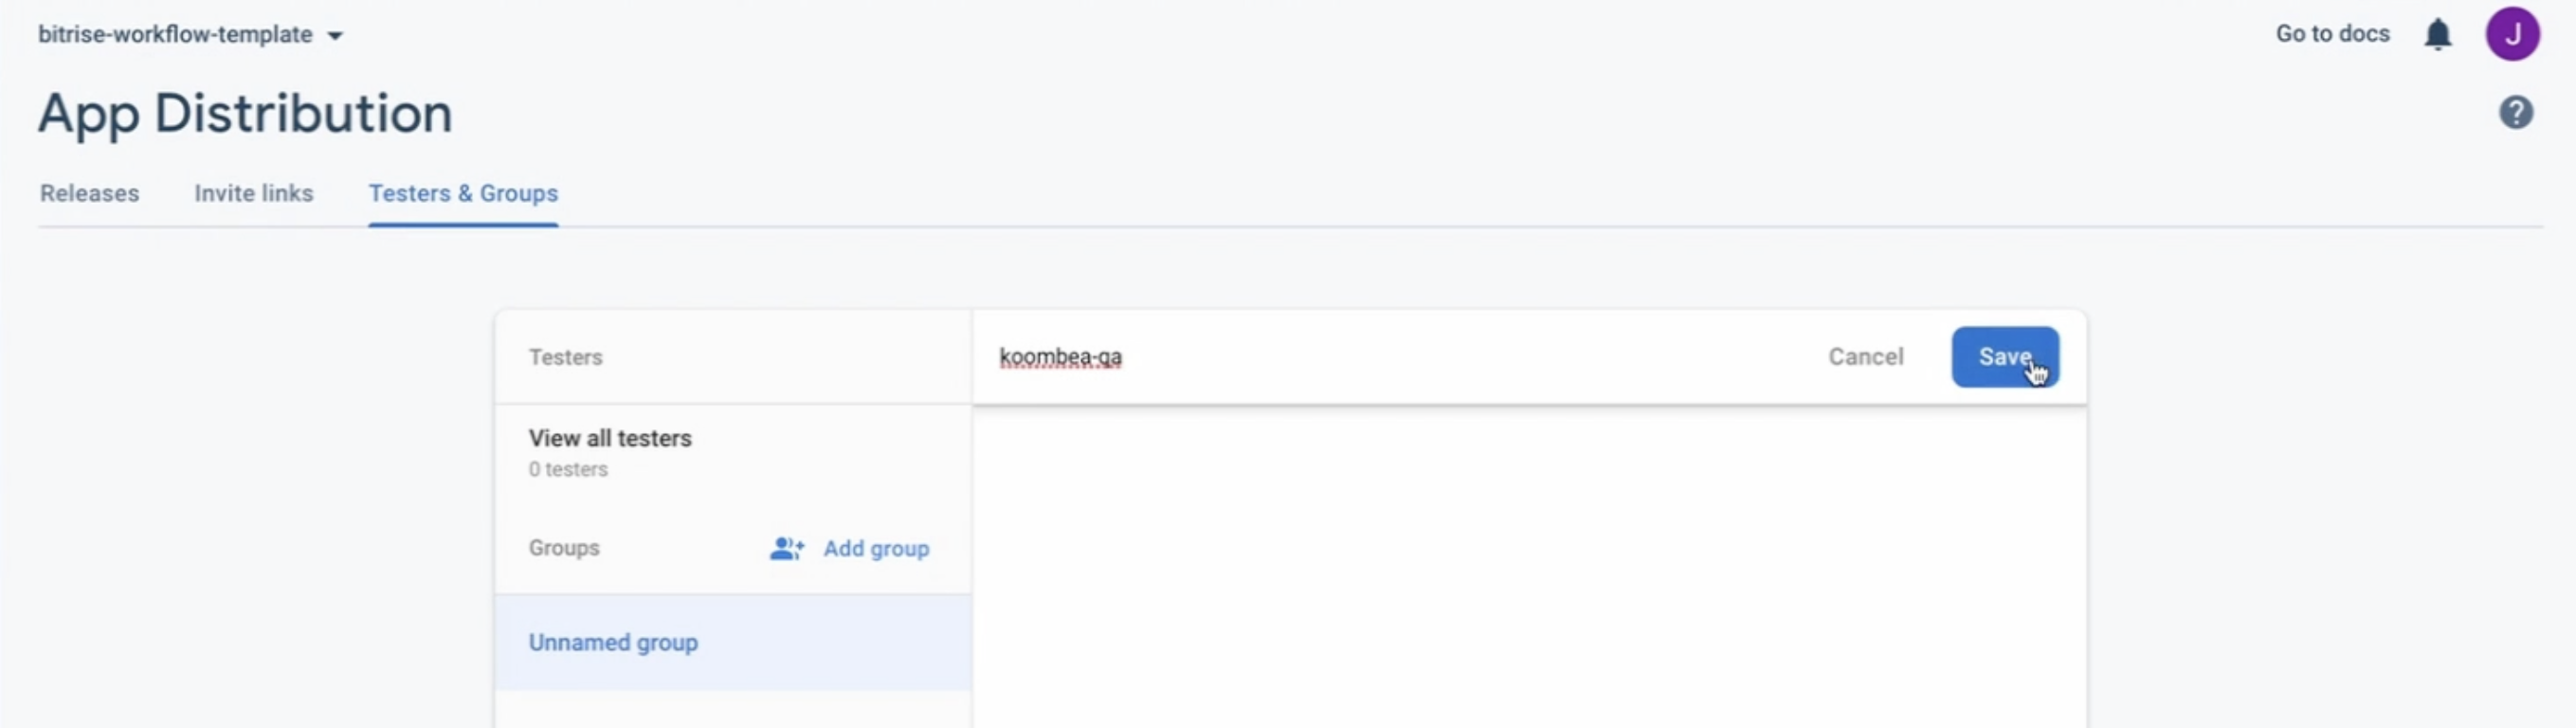 bitrise-workflow-template
Go to docs
J
App Distribution
Releases
Invite links
Testers & Groups
Testers
koombea-qa
Cancel
Save
View all testers
0 testers
Groups
Add group
Unnamed group